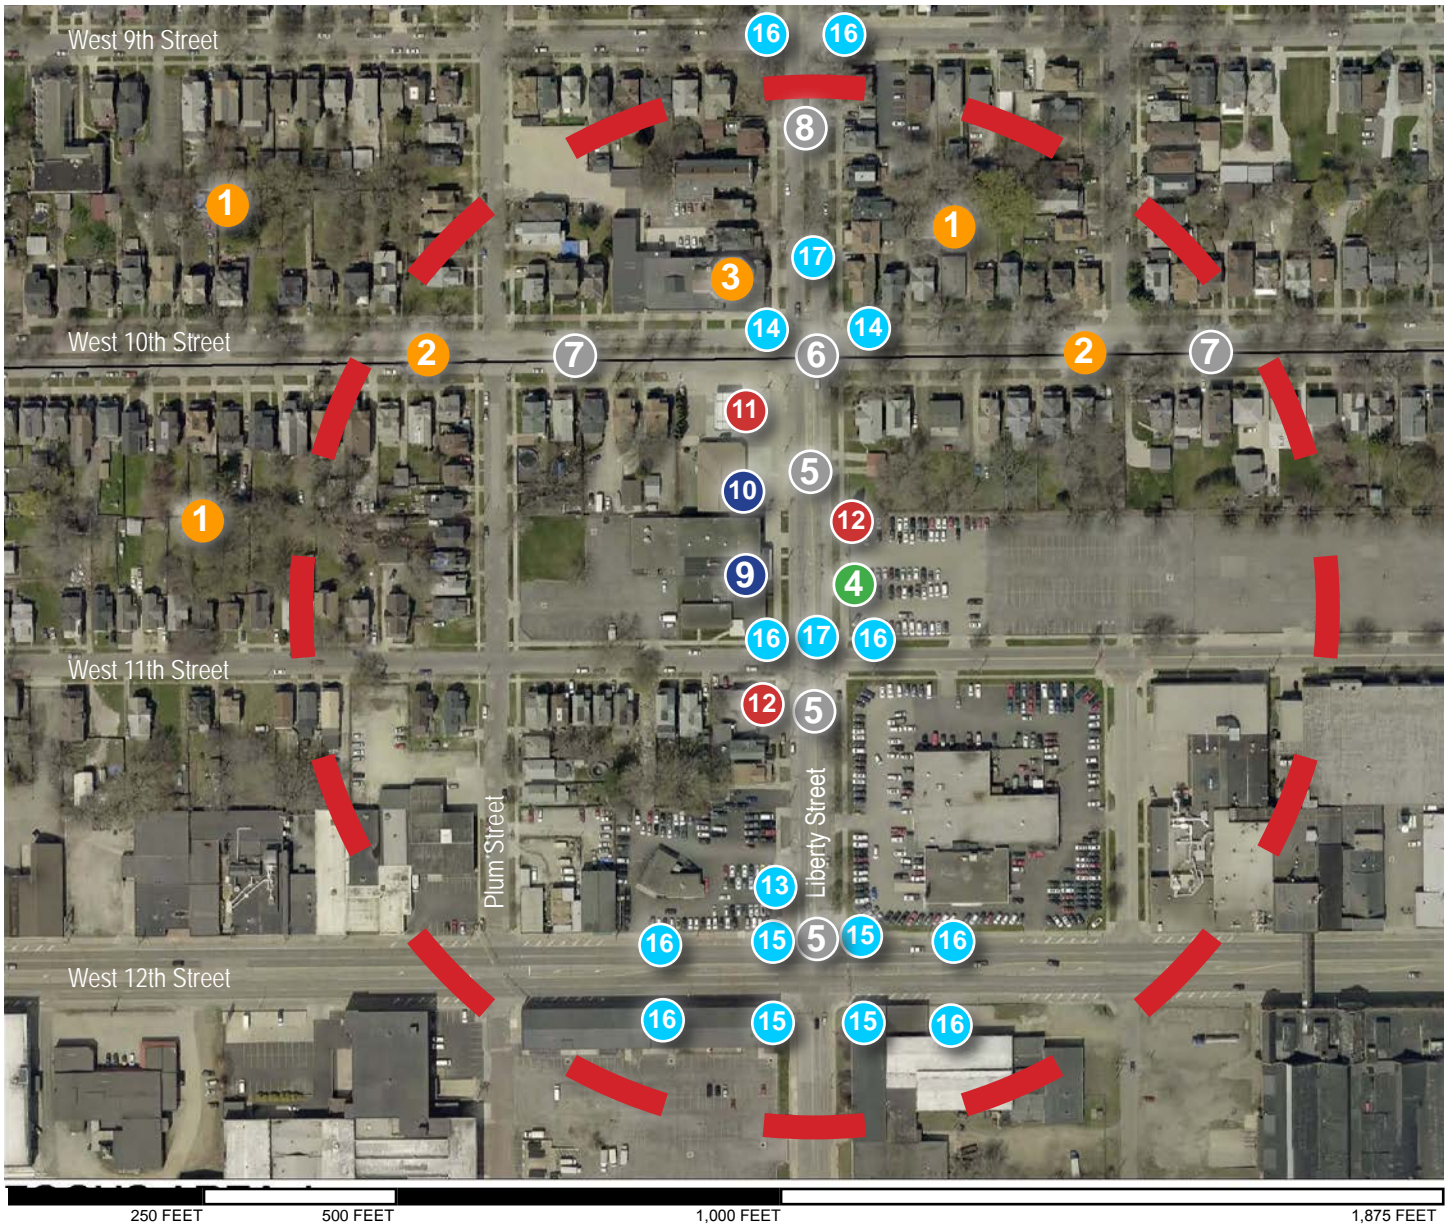 16 16
West 9th Street
8
1
1
17
3
14 14
West 10th Street
2 7 6 2 7
11
5
10
1 12
9 4
16 17 16
West 11th Street
12 5
Plum Street
Liberty Street
13
16 15 5 15 16
West 12th Street
16 15 15 16
250 FEET 500 FEET 1,000 FEET 1,875 FEET